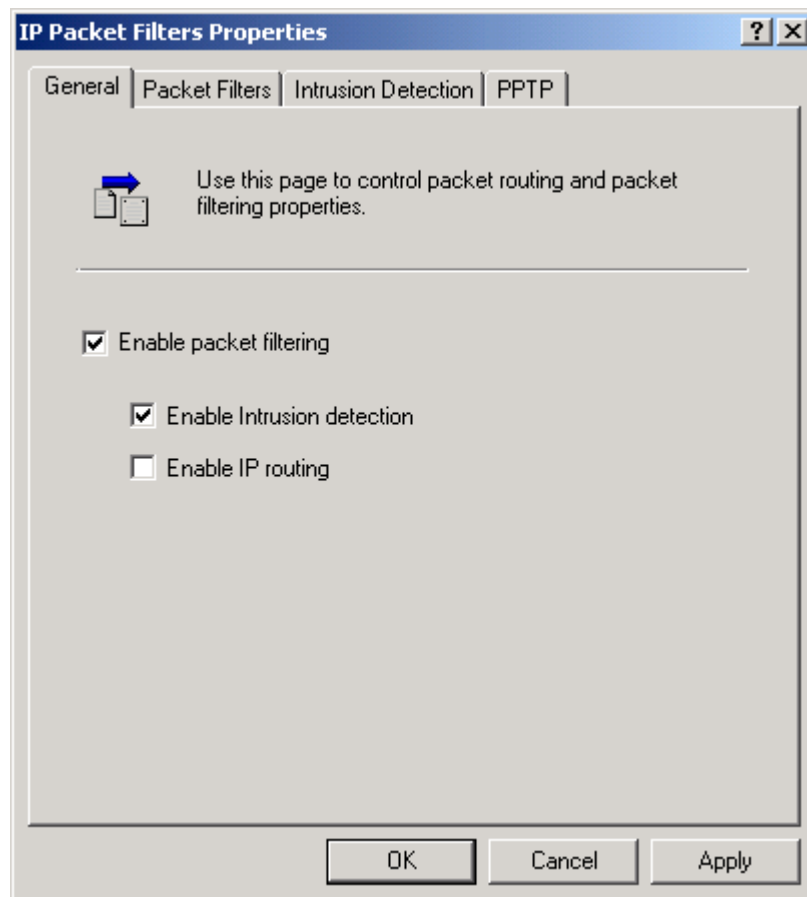 IP Packet Filters Properties
General Packet Filters Intrusion Detection PPTP
Use this page to control packet routing and packet
filtering properties.
Enable packet filtering
Enable Intrusion detection
Enable IP routing
OK Cancel Apply